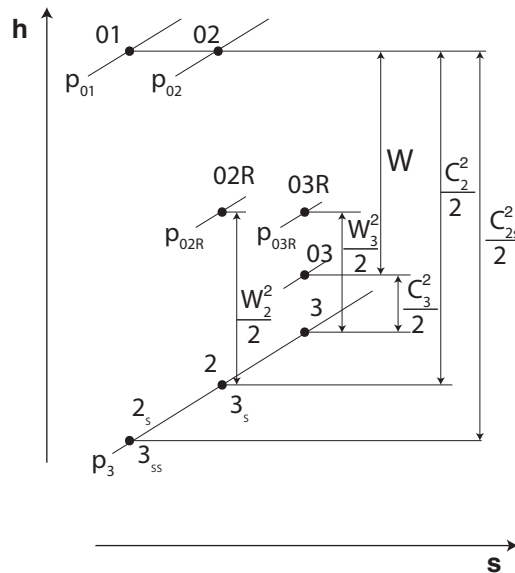 h
01 02
p₀₁ p₀₂
W
C₂²/2
C₂ₛ²/2
02R 03R
p₀₂R p₀₃R
W₃²/2
03
W₂²/2
C₃²/2
3
2
2ₛ 3ₛ
p₃ 3ₛₛ
s